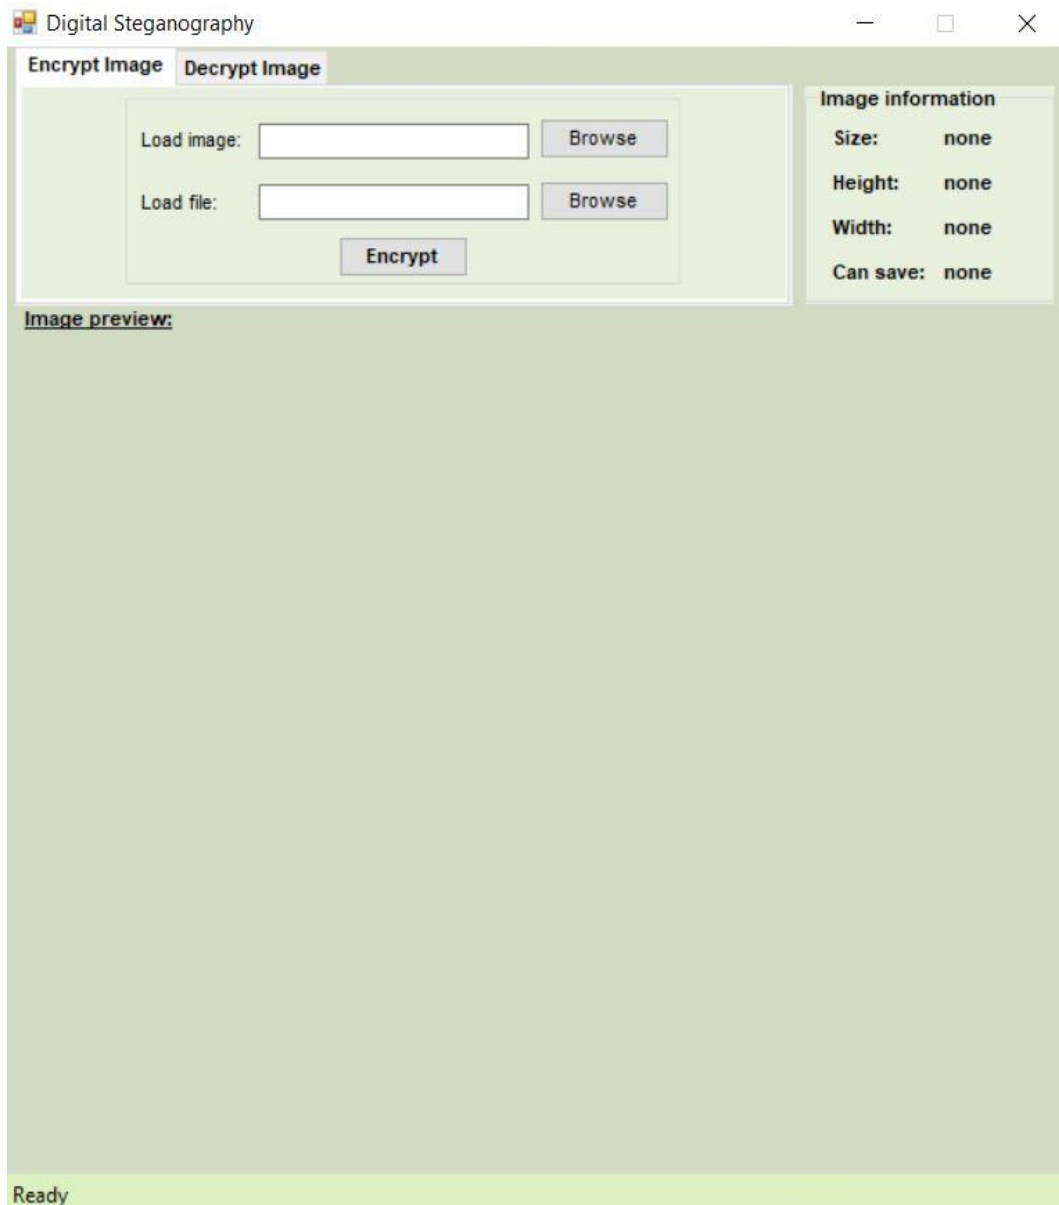 Digital Steganography
Encrypt Image Decrypt Image
Load image: Browse
Load file: Browse
Encrypt
Image information
Size: none
Height: none
Width: none
Can save: none
Image preview:
Ready